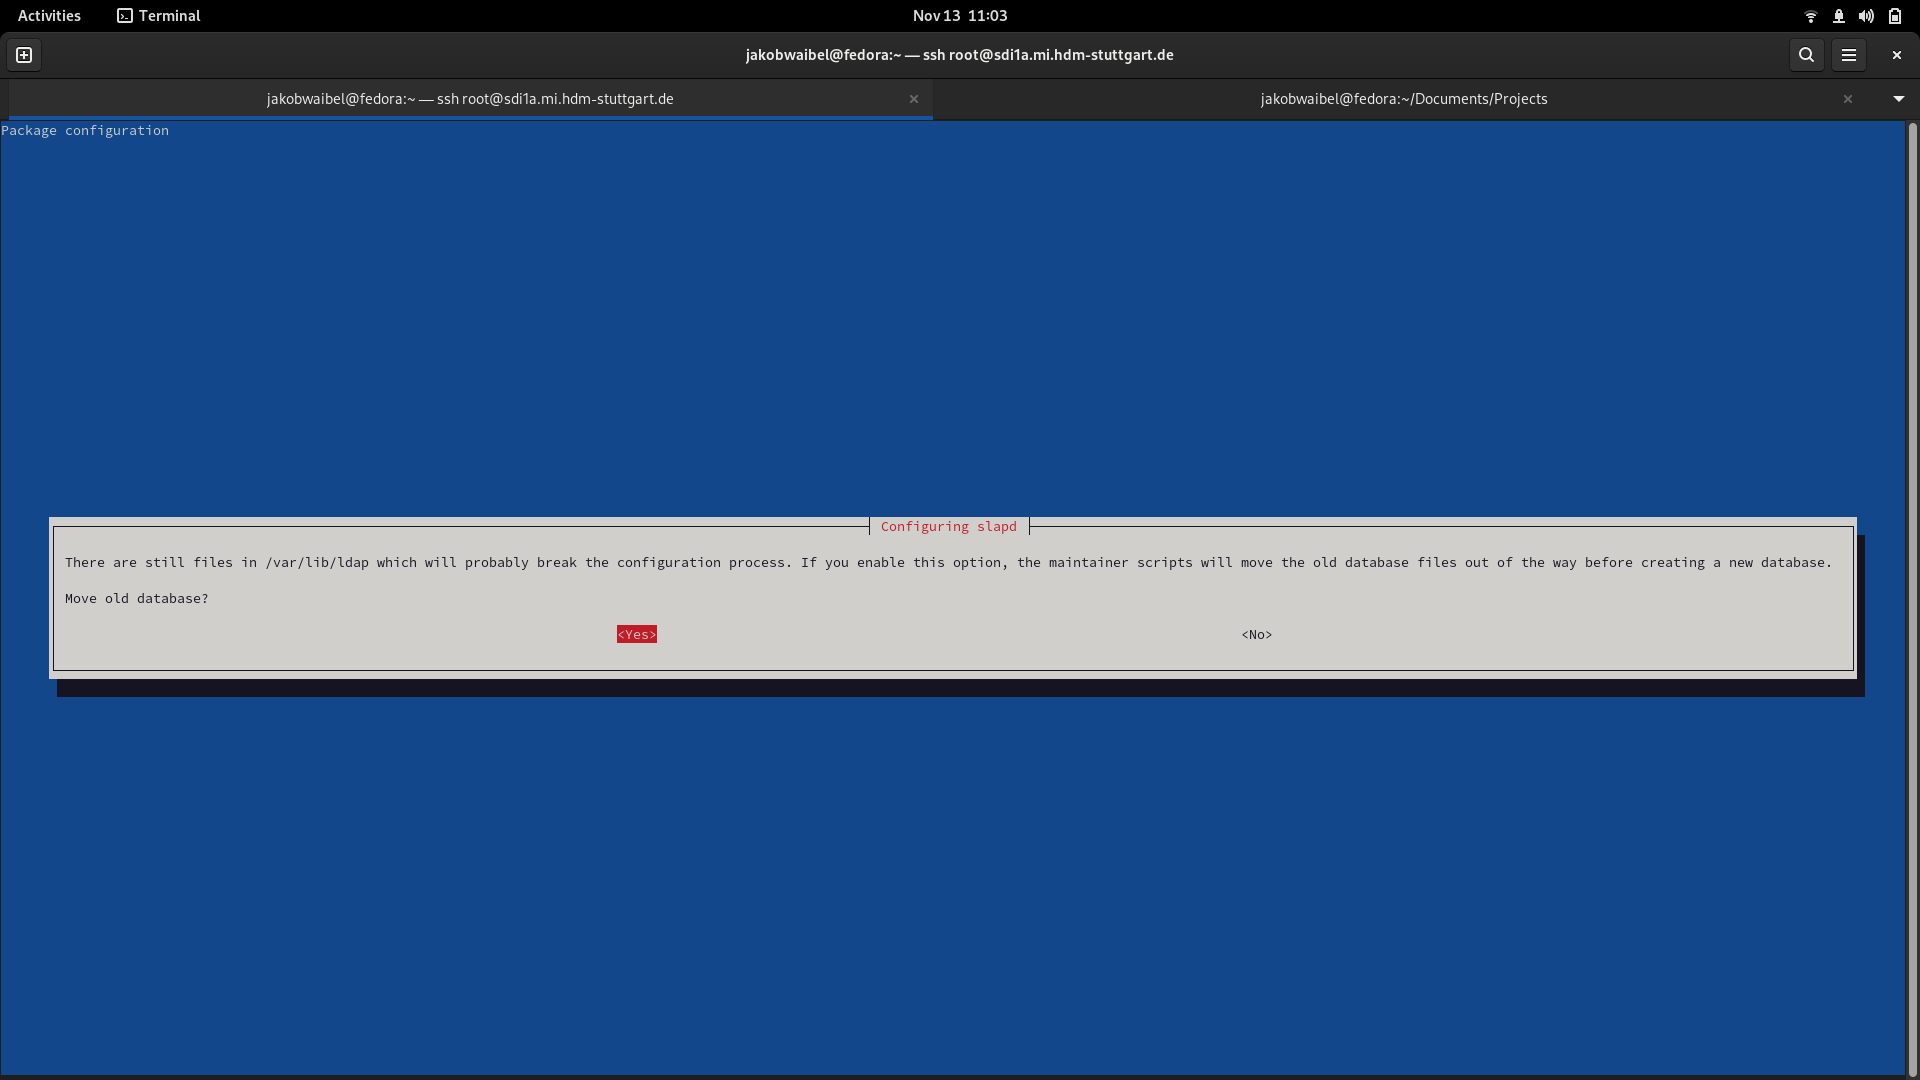 Activities Terminal Nov 13 11:03
jakobwaibel@fedora:~ — ssh root@sdi1a.mi.hdm-stuttgart.de
jakobwaibel@fedora:~ — ssh root@sdi1a.mi.hdm-stuttgart.de jakobwaibel@fedora:~/Documents/Projects
Package configuration
Configuring slapd
There are still files in /var/lib/ldap which will probably break the configuration process. If you enable this option, the maintainer scripts will move the old database files out of the way before creating a new database.
Move old database?
<Yes> <No>